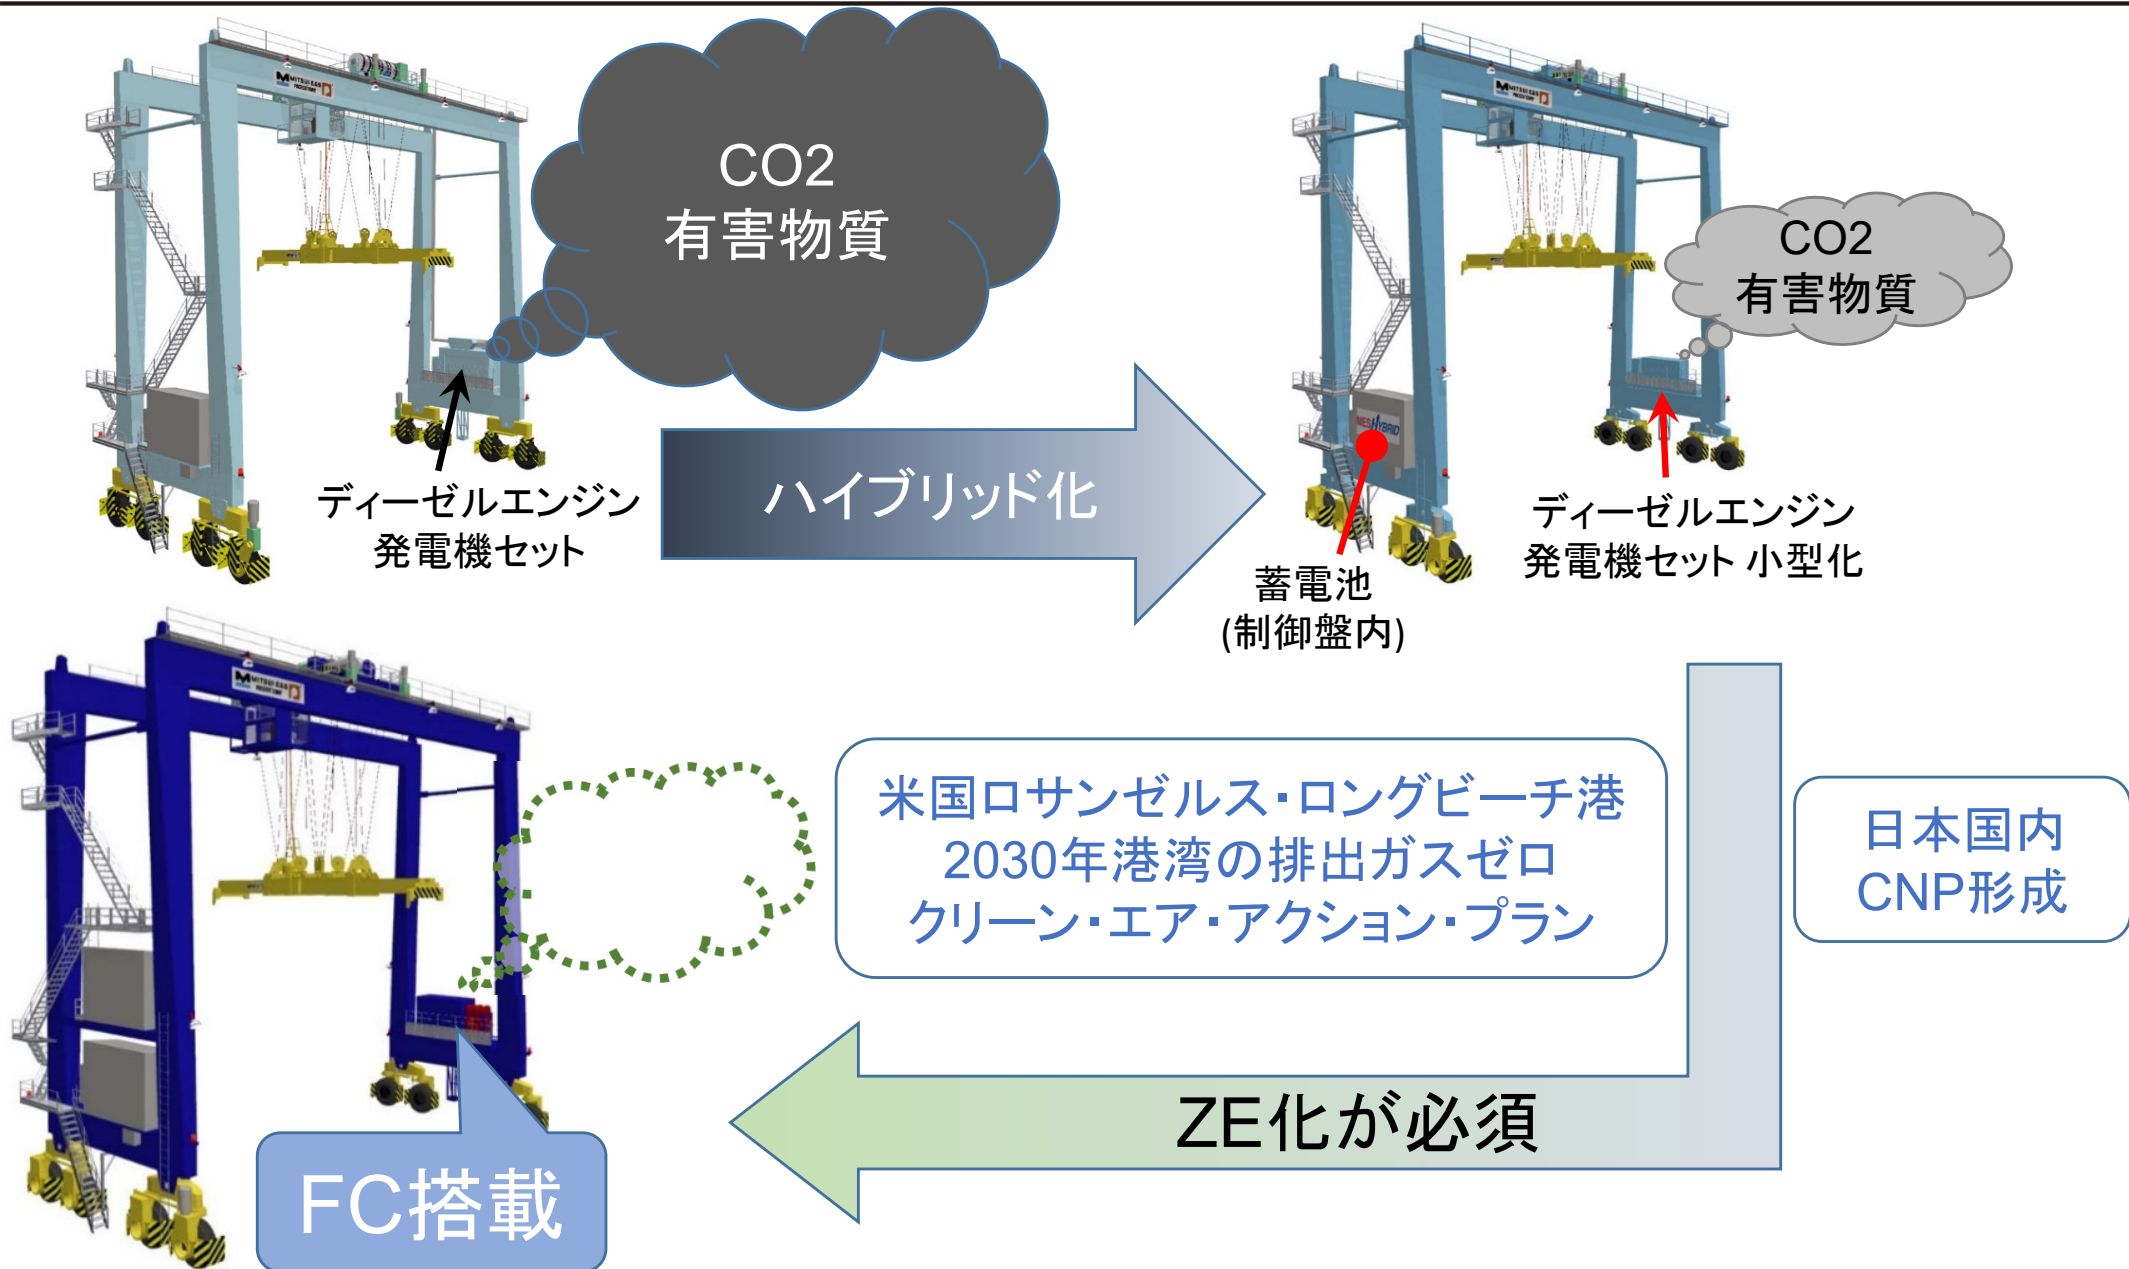 CO2
有害物質
MITSUI E&S
ディーゼルエンジン
発電機セット
ハイブリッド化
MITSUI E&S
CO2
有害物質
MES HYBRID
ディーゼルエンジン
発電機セット 小型化
蓄電池
(制御盤内)
MITSUI E&S
米国ロサンゼルス・ロングビーチ港
2030年港湾の排出ガスゼロ
クリーン・エア・アクション・プラン
日本国内
CNP形成
ZE化が必須
FC搭載